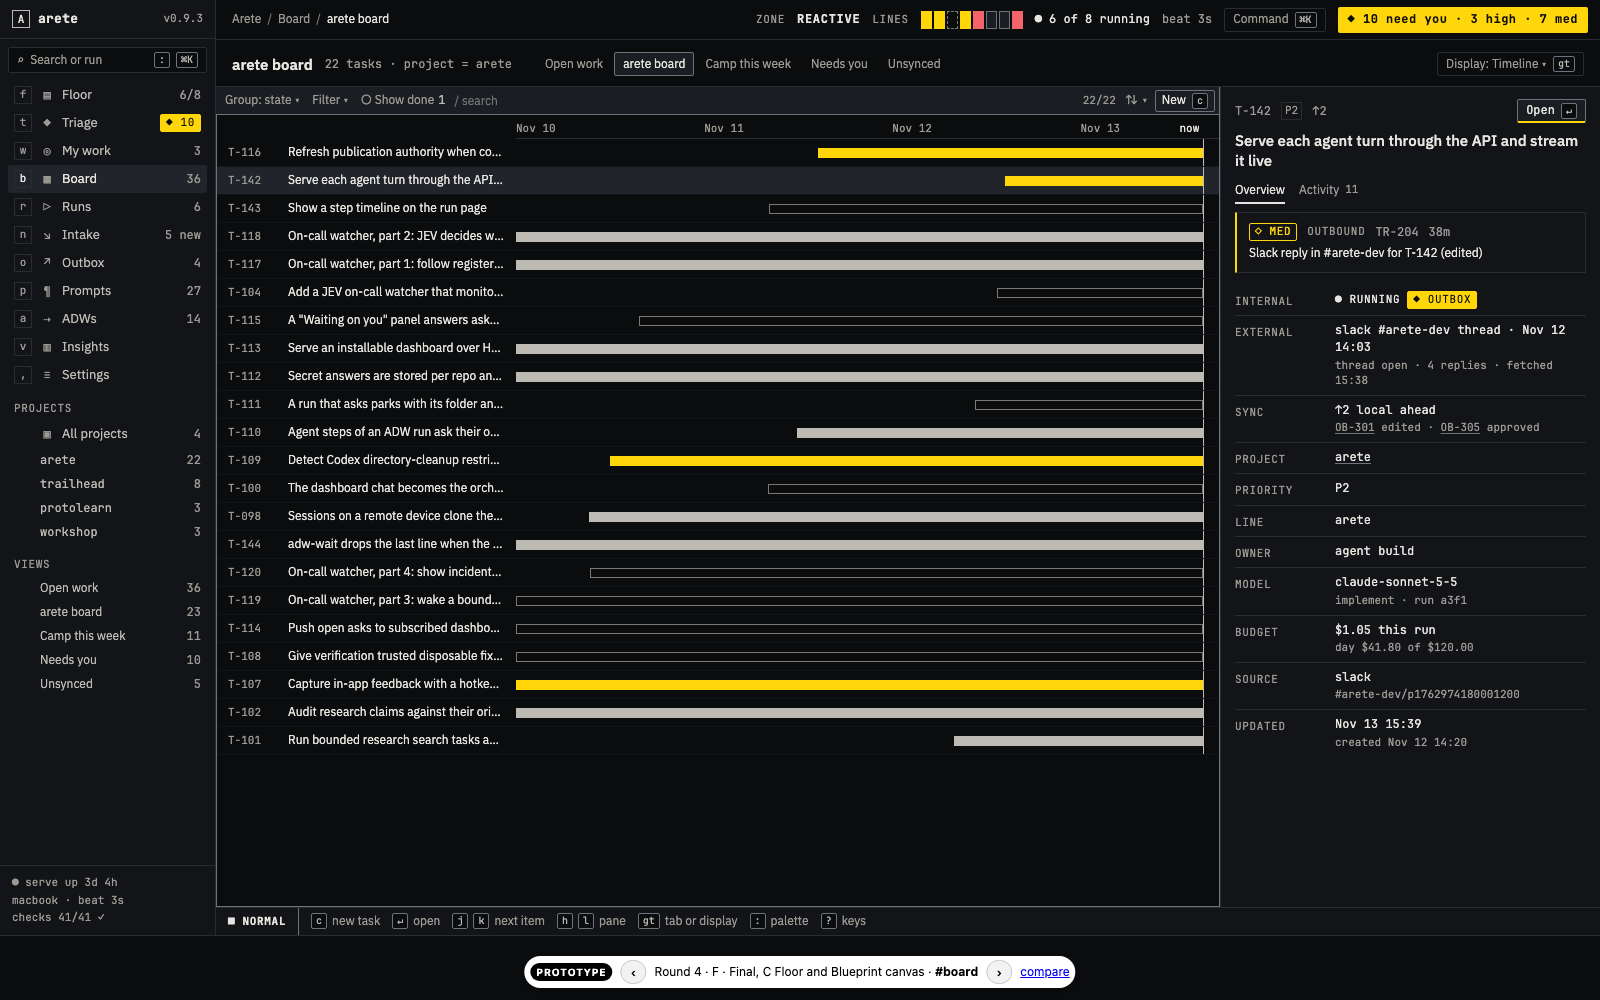 A arete v0.9.3
Search or run : ⌘K
f Floor 6/8
t ◆ Triage ◆ 10
w ◎ My work 3
b Board 36
r ▷ Runs 6
n ↘ Intake 5 new
o ↗ Outbox 4
p ¶ Prompts 27
a → ADWs 14
v Insights
, ≡ Settings
PROJECTS
All projects 4
arete 22
trailhead 8
protolearn 3
workshop 3
VIEWS
Open work 36
arete board 23
Camp this week 11
Needs you 10
Unsynced 5
● serve up 3d 4h
macbook · beat 3s
checks 41/41 ✓
Arete / Board / arete board
ZONE REACTIVE LINES ● 6 of 8 running beat 3s Command ⌘K ◆ 10 need you · 3 high · 7 med
arete board 22 tasks · project = arete Open work arete board Camp this week Needs you Unsynced Display: Timeline ▾ gt
Group: state ▾ Filter ▾ Show done 1 / search 22/22 ⇅ ▾ New c
Nov 10 Nov 11 Nov 12 Nov 13 now
T-116 Refresh publication authority when co...
T-142 Serve each agent turn through the API...
T-143 Show a step timeline on the run page
T-118 On-call watcher, part 2: JEV decides w...
T-117 On-call watcher, part 1: follow register...
T-104 Add a JEV on-call watcher that monito...
T-115 A "Waiting on you" panel answers ask...
T-113 Serve an installable dashboard over H...
T-112 Secret answers are stored per repo an...
T-111 A run that asks parks with its folder an...
T-110 Agent steps of an ADW run ask their o...
T-109 Detect Codex directory-cleanup restri...
T-100 The dashboard chat becomes the orch...
T-098 Sessions on a remote device clone the...
T-144 adw-wait drops the last line when the ...
T-120 On-call watcher, part 4: show incident...
T-119 On-call watcher, part 3: wake a bound...
T-114 Push open asks to subscribed dashbo...
T-108 Give verification trusted disposable fix...
T-107 Capture in-app feedback with a hotke...
T-102 Audit research claims against their ori...
T-101 Run bounded research search tasks a...
T-142 P2 ↑2 Open ↵
Serve each agent turn through the API and stream
it live
Overview Activity 11
◇ MED OUTBOUND TR-204 38m
Slack reply in #arete-dev for T-142 (edited)
INTERNAL ● RUNNING ◆ OUTBOX
EXTERNAL slack #arete-dev thread · Nov 12
14:03
thread open · 4 replies · fetched
15:38
SYNC ↑2 local ahead
OB-301 edited · OB-305 approved
PROJECT arete
PRIORITY P2
LINE arete
OWNER agent build
MODEL claude-sonnet-5-5
implement · run a3f1
BUDGET $1.05 this run
day $41.80 of $120.00
SOURCE slack
#arete-dev/p1762974180001200
UPDATED Nov 13 15:39
created Nov 12 14:20
■ NORMAL c new task ↵ open j k next item h l pane gt tab or display : palette ? keys
PROTOTYPE ‹ Round 4 · F · Final, C Floor and Blueprint canvas · #board › compare